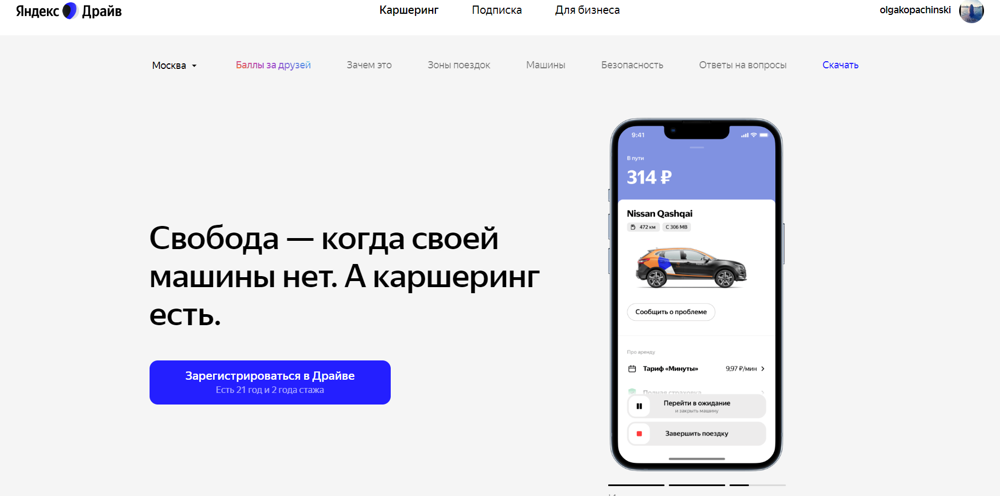 Яндекс Драйв
Каршеринг
Подписка
Для бизнеса
olgakopachinski
Москва
Баллы за друзей
Зачем это
Зоны поездок
Машины
Безопасность
Ответы на вопросы
Скачать
Свобода — когда своей
машины нет. А каршеринг
есть.
Зарегистрироваться в Драйве
Есть 21 год и 2 года стажа
9:41
В пути
314 ₽
Nissan Qashqai
472 км
С 306 МВ
Сообщить о проблеме
Про аренду
Тариф «Минуты»
9,97 ₽/мин
Полная страховка
Перейти в ожидание
и закрыть машину
Завершить поездку